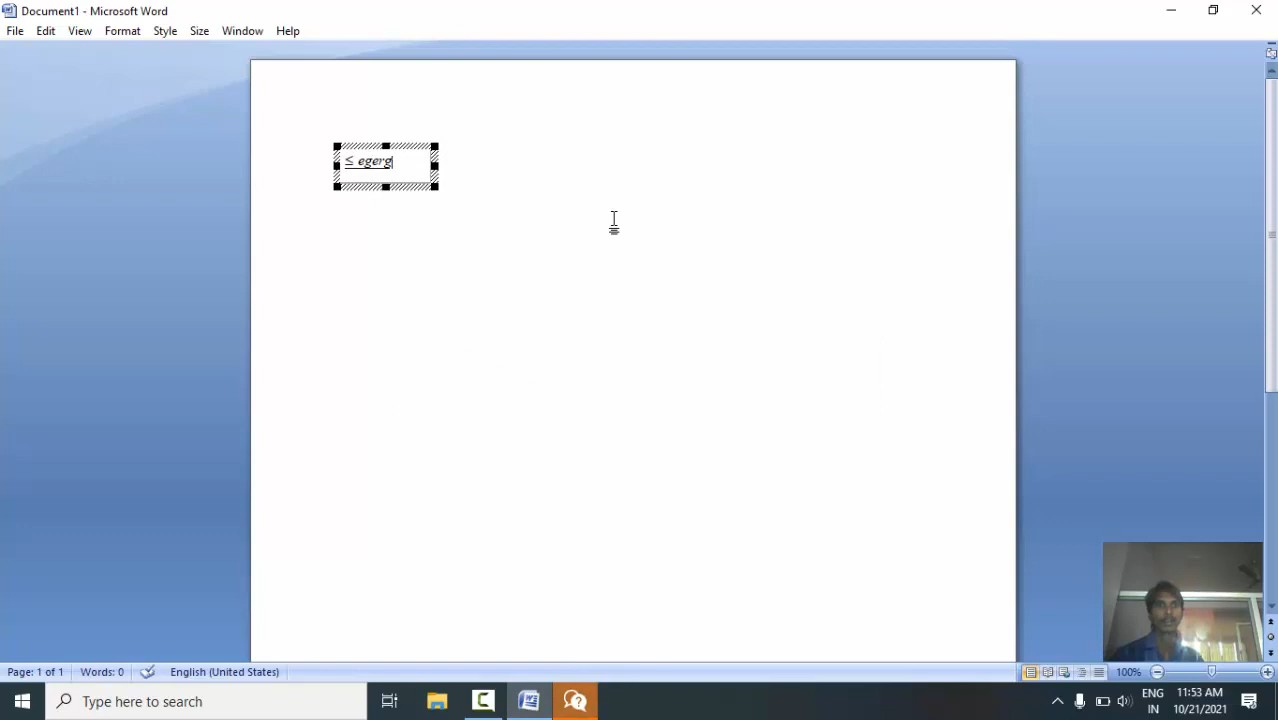 Document1 - Microsoft Word
File Edit View Format Style Size Window Help
≤ egerg
Page: 1 of 1 Words: 0 English (United States) 100%
Type here to search
ENG 11:53 AM
IN 10/21/2021